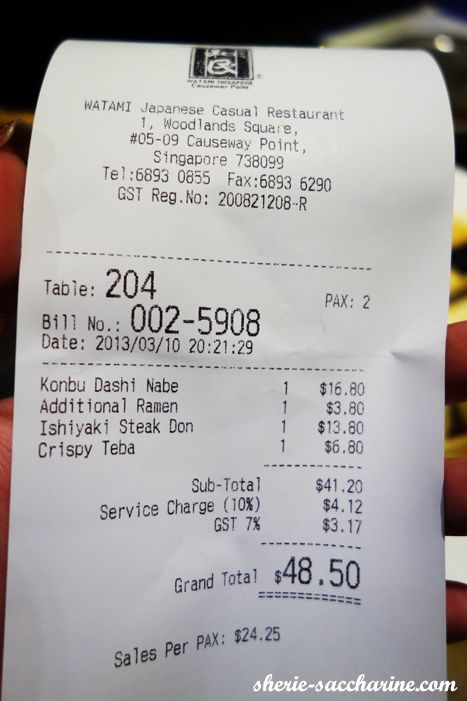 WATAMI SINGAPORE
Causeway Point
WATAMI Japanese Casual Restaurant
1, Woodlands Square,
#05-09 Causeway Point,
Singapore 738099
Tel:6893 0855 Fax:6893 6290
GST Reg.No: 200821208-R
Table: 204 PAX: 2
Bill No.: 002-5908
Date: 2013/03/10 20:21:29
Konbu Dashi Nabe 1 $16.80
Additional Ramen 1 $3.80
Ishiyaki Steak Don 1 $13.80
Crispy Teba 1 $6.80
Sub-Total $41.20
Service Charge (10%) $4.12
GST 7% $3.17
Grand Total $48.50
Sales Per PAX: $24.25
sherie-saccharine.com